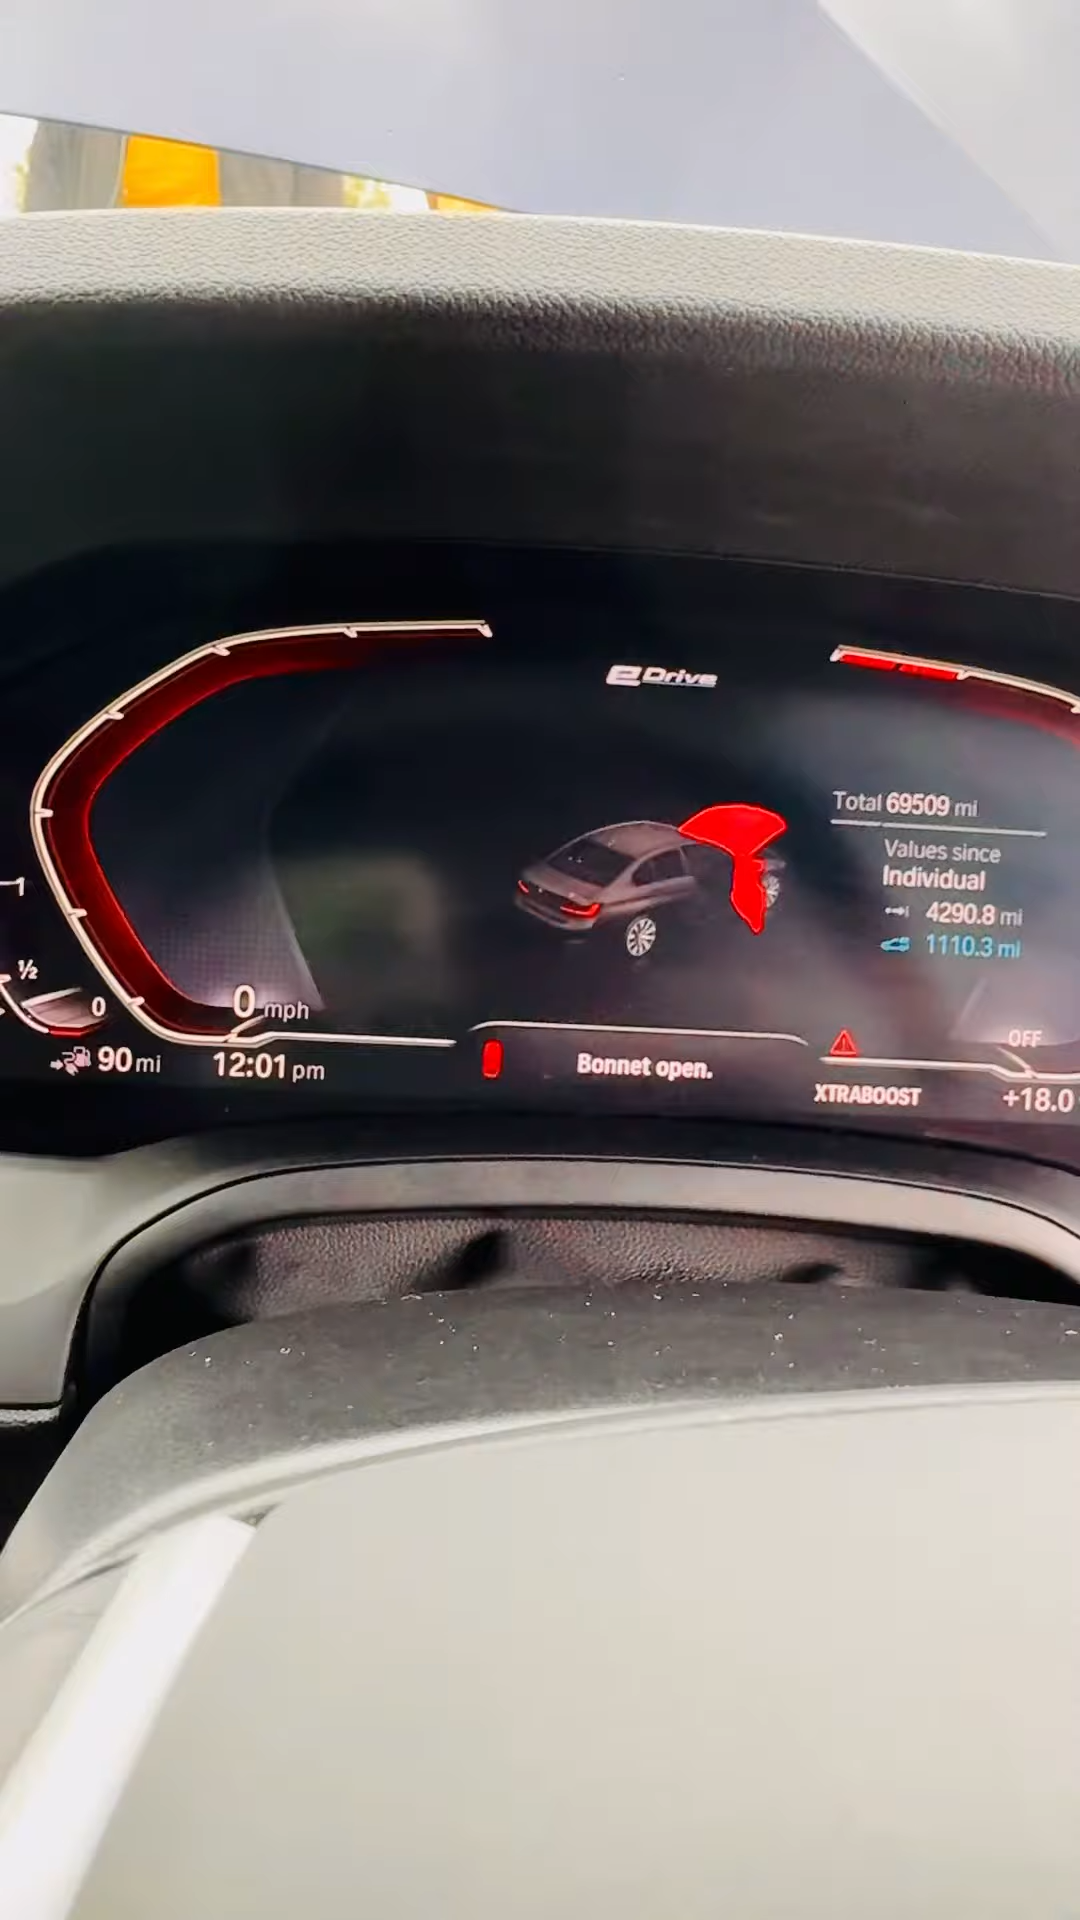 eDrive
Total 69509 mi
Values since
Individual
4290.8 mi
1110.3 mi
1
1/2
0
0 mph
OFF
90 mi
12:01 pm
Bonnet open.
XTRABOOST
+18.0